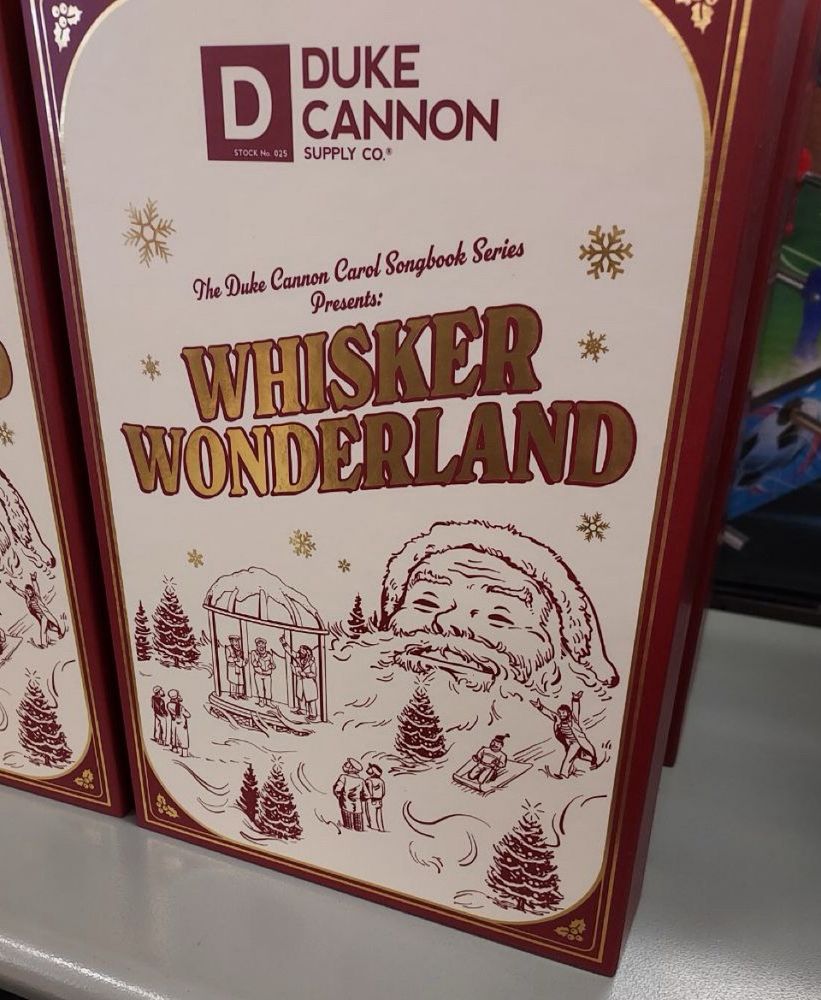 D
STOCK No. 025
DUKE
CANNON
SUPPLY CO.®
The Duke Cannon Carol Songbook Series
Presents:
WHISKER
WONDERLAND
D